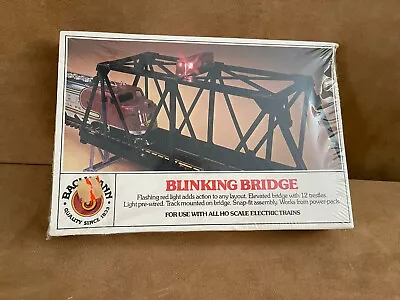 BLINKING BRIDGE
Flashing red light adds action to any layout. Elevated bridge with 12 trestles.
Light pre-wired. Track mounted on bridge. Snap-fit assembly. Works from power pack.
FOR USE WITH ALL HO SCALE ELECTRIC TRAINS
BACHMANN
QUALITY SINCE 1833